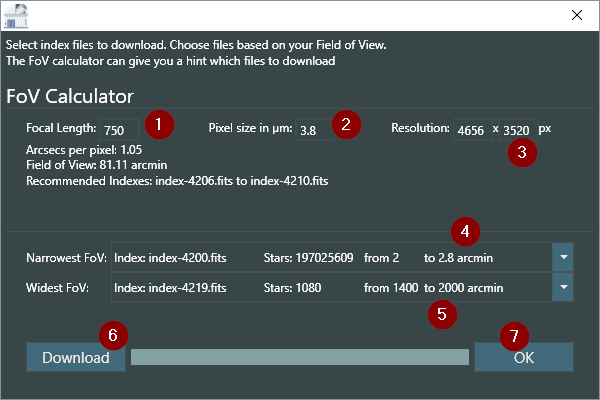 Select index files to download. Choose files based on your Field of View.
The FoV calculator can give you a hint which files to download
FoV Calculator
Focal Length: 750 1 Pixel size in µm: 3.8 2 Resolution: 4656 x 3520 px
3
Arcsecs per pixel: 1.05
Field of View: 81.11 arcmin
Recommended Indexes: index-4206.fits to index-4210.fits
4
Narrowest FoV: Index: index-4200.fits Stars: 197025609 from 2 to 2.8 arcmin
Widest FoV: Index: index-4219.fits Stars: 1080 from 1400 to 2000 arcmin
5
6 7
Download OK